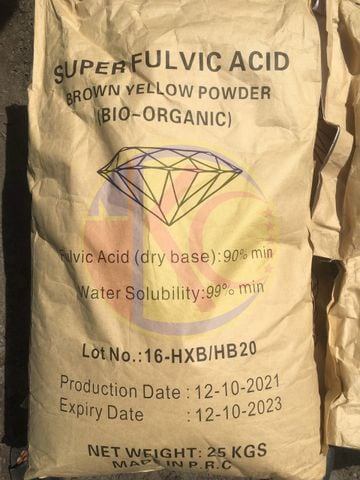 SUPER FULVIC ACID
BROWN YELLOW POWDER
(BIO-ORGANIC)
Fulvic Acid (dry base):90% min
Water Solubility:99% min
Lot No.:16-HXB/HB20
Production Date : 12-10-2021
Expiry Date : 12-10-2023
NET WEIGHT: 25 KGS
MADE IN P.R.C